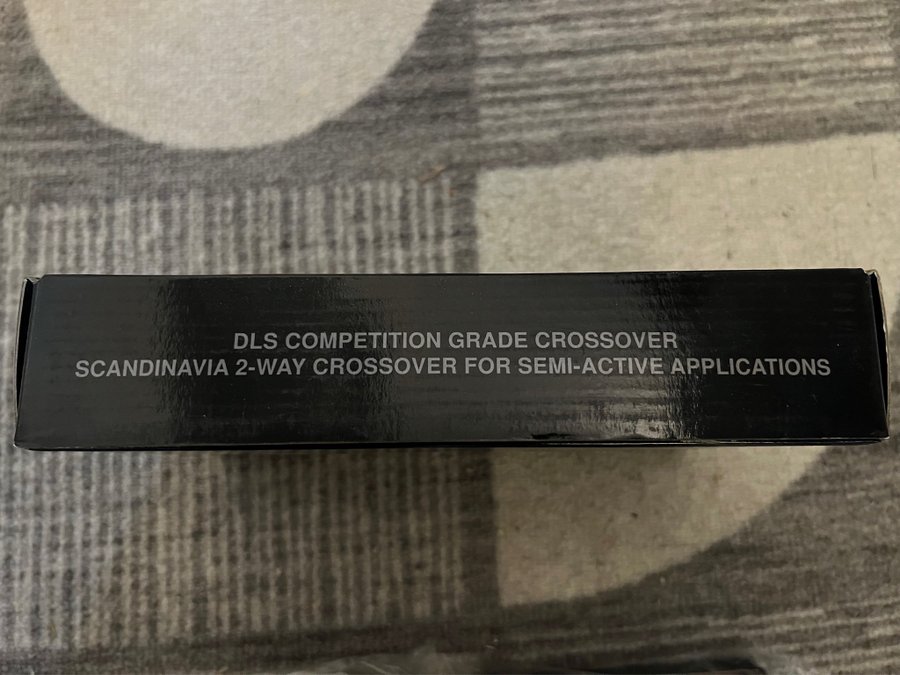 DLS COMPETITION GRADE CROSSOVER
SCANDINAVIA 2-WAY CROSSOVER FOR SEMI-ACTIVE APPLICATIONS